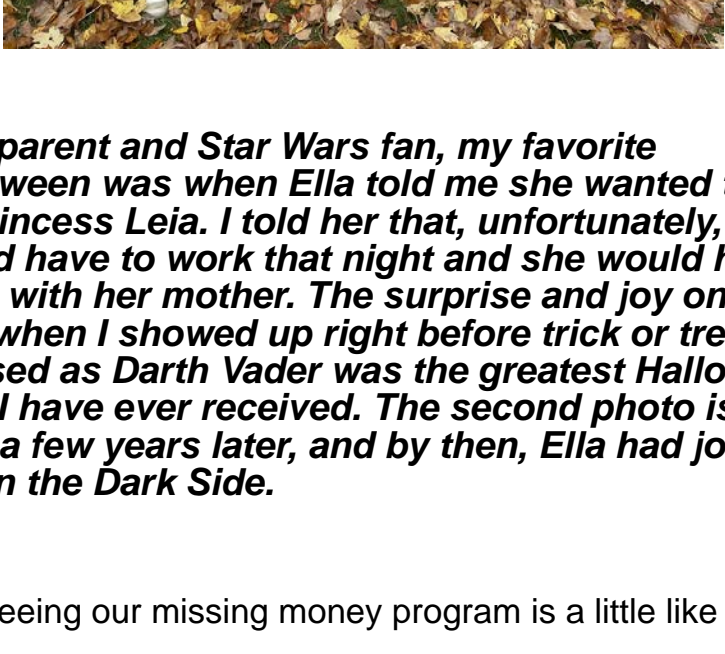 parent and Star Wars fan, my favorite
ween was when Ella told me she wanted
incess Leia. I told her that, unfortunately,
d have to work that night and she would h
with her mother. The surprise and joy on
when I showed up right before trick or tre
sed as Darth Vader was the greatest Hallo
I have ever received. The second photo is
a few years later, and by then, Ella had jo
n the Dark Side.
eeing our missing money program is a little like